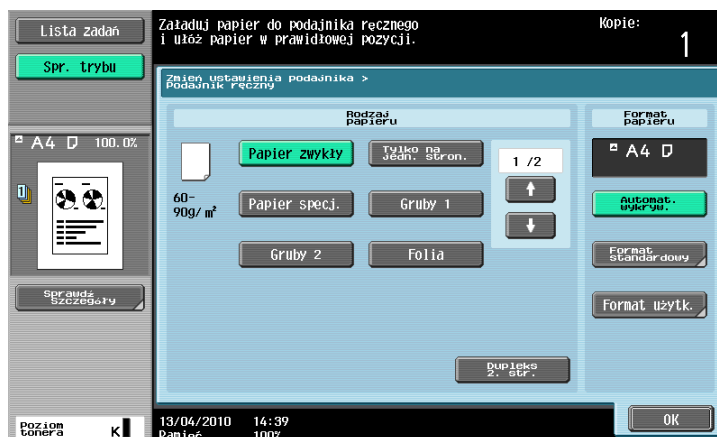 Lista zadań
Spr. trybu
Załaduj papier do podajnika ręcznego
i ułóż papier w prawidłowej pozycji.
Kopie:
1
Zmień ustawienia podajnika >
Podajnik ręczny
A4 100.0%
1
Sprawdź
Szczegóły
Poziom
tonera K
Rodzaj
papieru
Papier zwykły
Tylko na
jedn. stron.
1 /2
60-
90g/ m²
Papier specj.
Gruby 1
Gruby 2
Folia
Dupleks
2. str.
Format
papieru
A4
Automat.
wykryw.
Format
standardowy
Format użytk.
13/04/2010 14:39
Pamięć 100%
OK